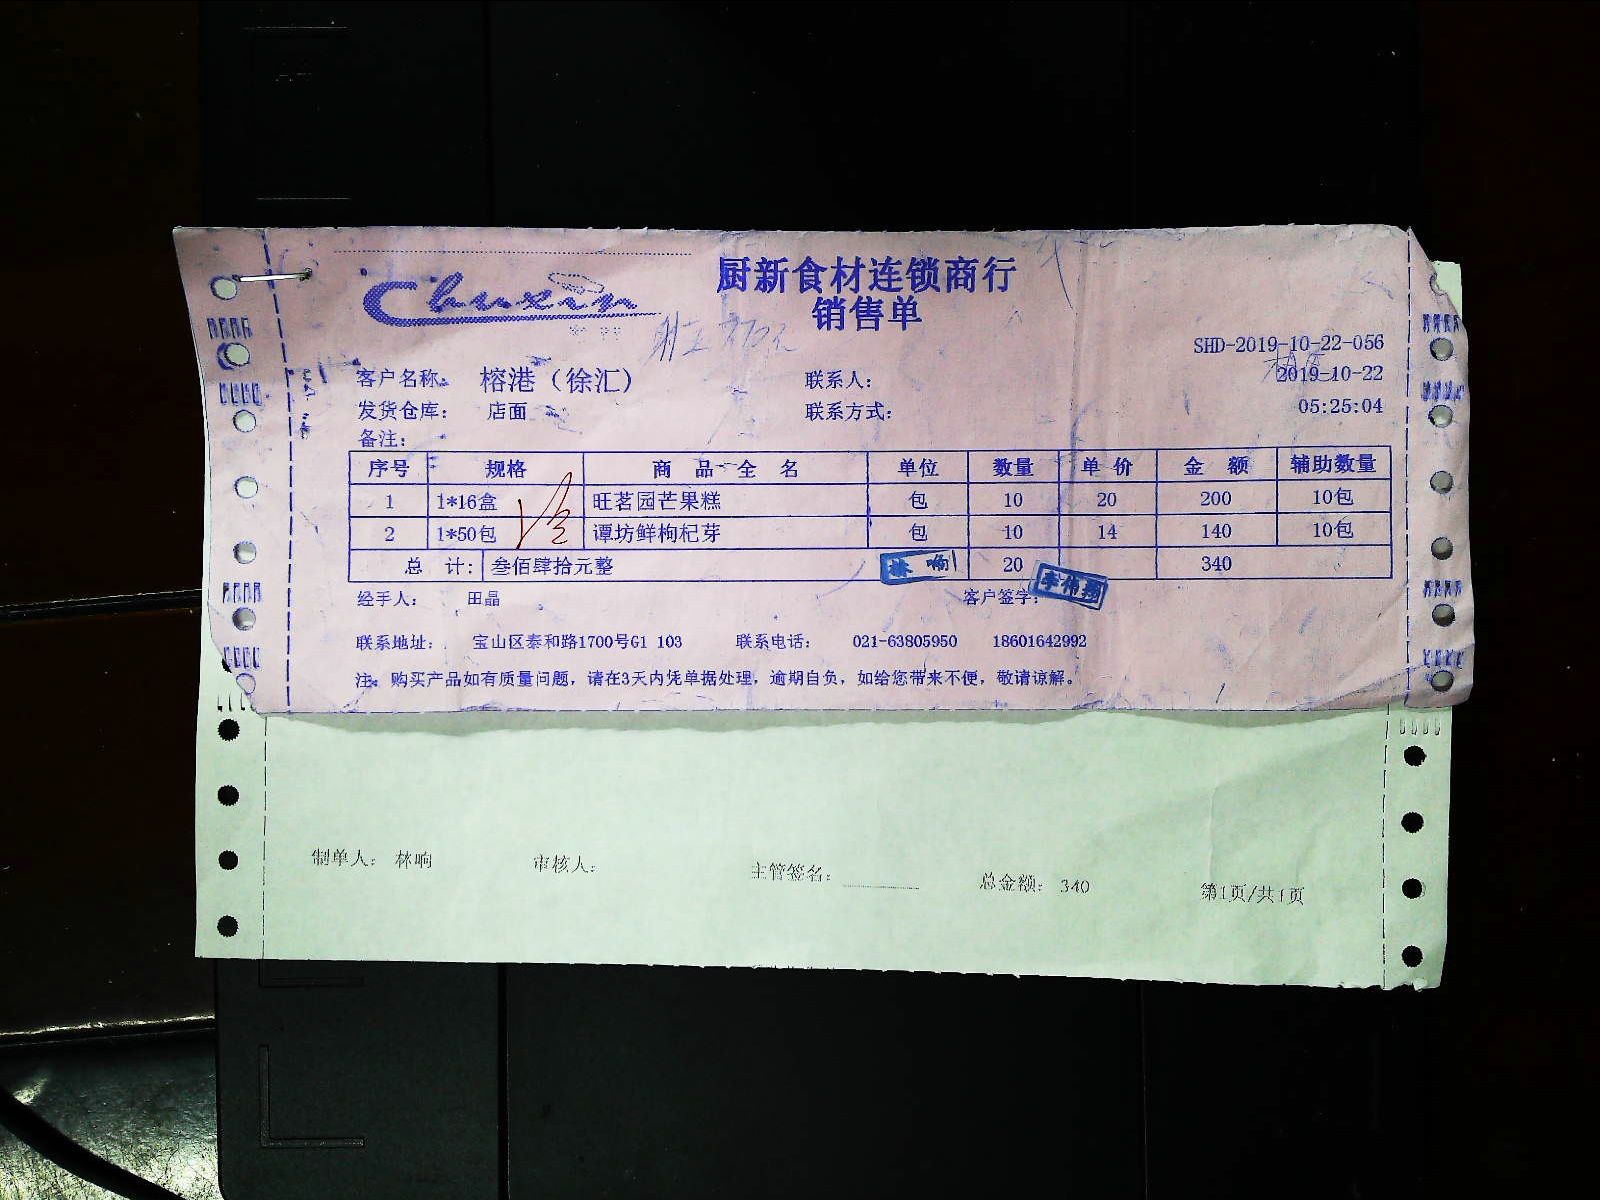 Chuxin
厨新食材连锁商行
销售单
SHD-2019-10-22-056
客户名称: 榕港（徐汇） 联系人: 2019-10-22
发货仓库: 店面 联系方式: 05:25:04
备注:
序号 规格 商品全名 单位 数量 单价 金额 辅助数量
1 1*16盒 旺茗园芒果糕 包 10 20 200 10包
2 1*50包 谭坊鲜枸杞芽 包 10 14 140 10包
总计: 叁佰肆拾元整 20 340
林响
李伟翔
经手人: 田晶 客户签字:
联系地址: 宝山区泰和路1700号G1 103 联系电话: 021-63805950 18601642992
注: 购买产品如有质量问题，请在3天内凭单据处理，逾期自负，如给您带来不便，敬请谅解。
制单人: 林响 审核人: 主管签名: 总金额: 340 第1页/共1页